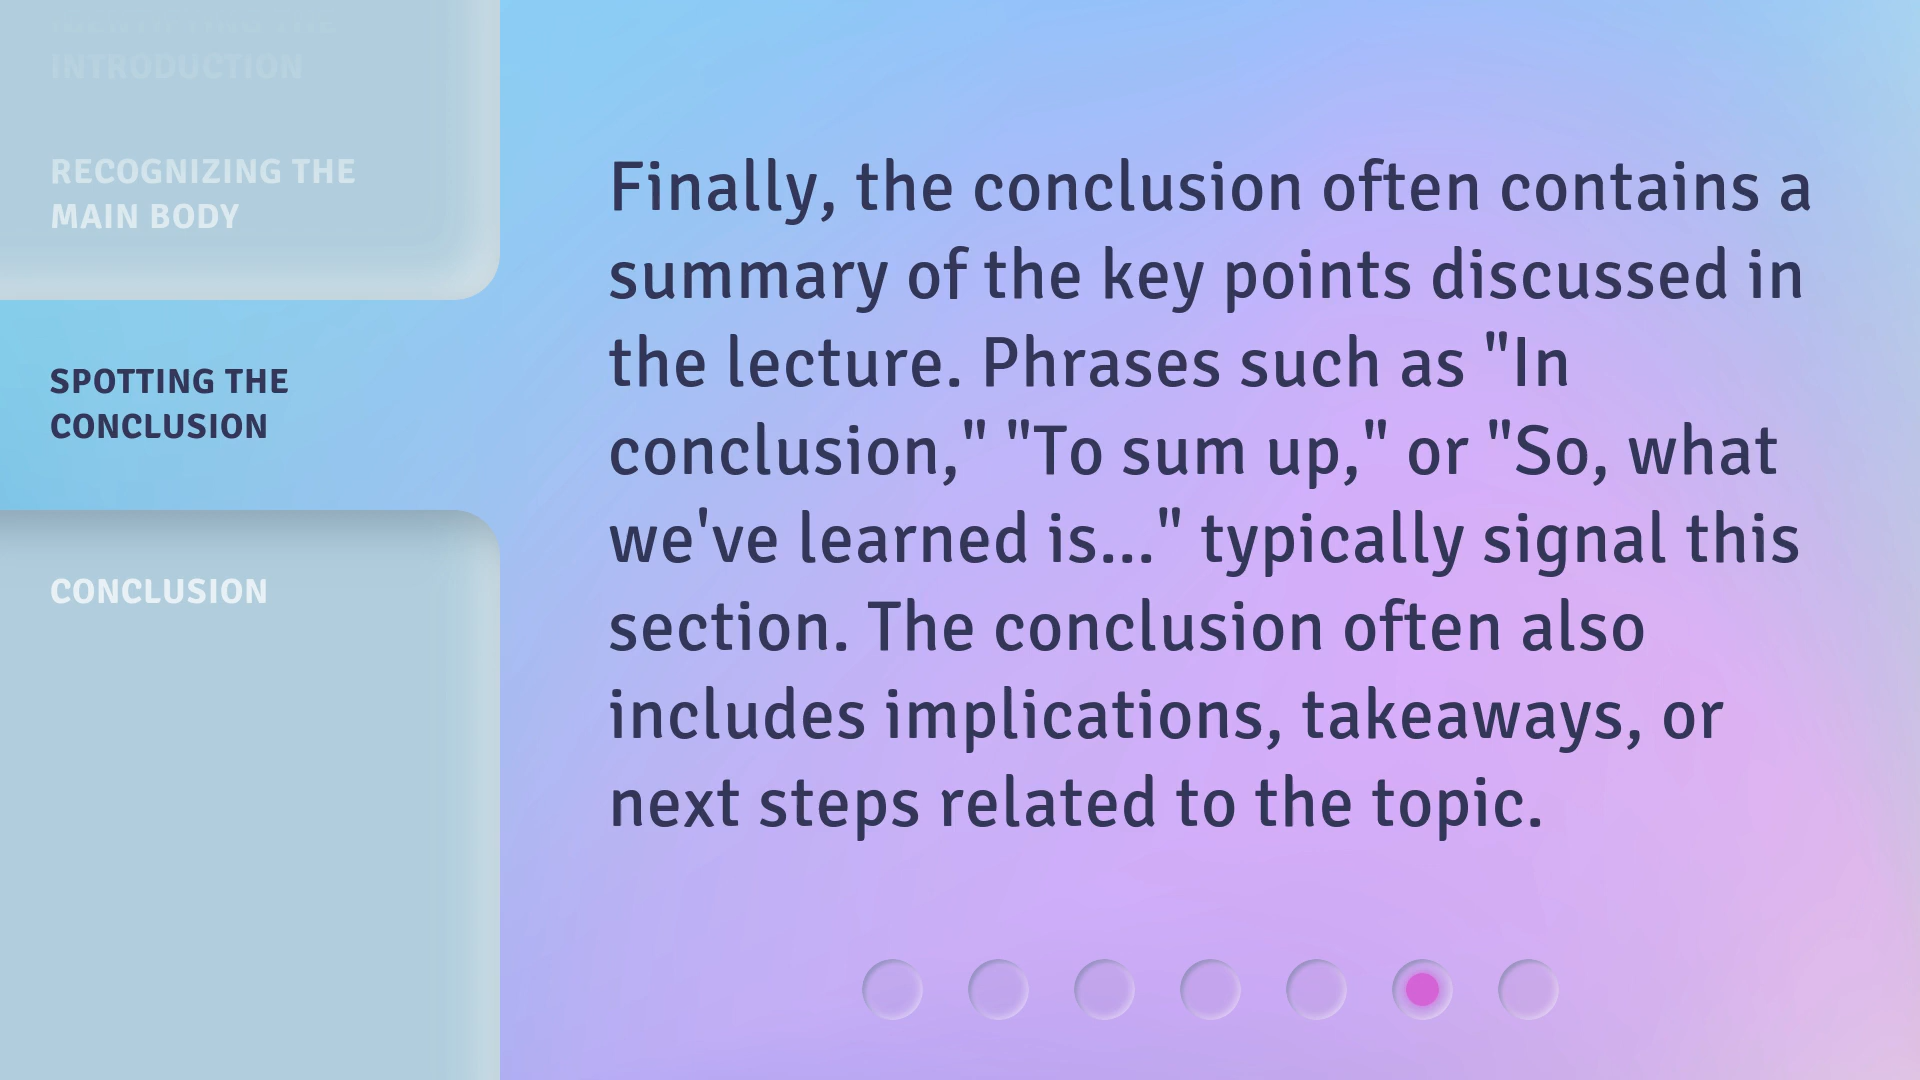 INTRODUCTION
RECOGNIZING THE
MAIN BODY
SPOTTING THE
CONCLUSION
CONCLUSION
Finally, the conclusion often contains a
summary of the key points discussed in
the lecture. Phrases such as "In
conclusion," "To sum up," or "So, what
we've learned is..." typically signal this
section. The conclusion often also
includes implications, takeaways, or
next steps related to the topic.